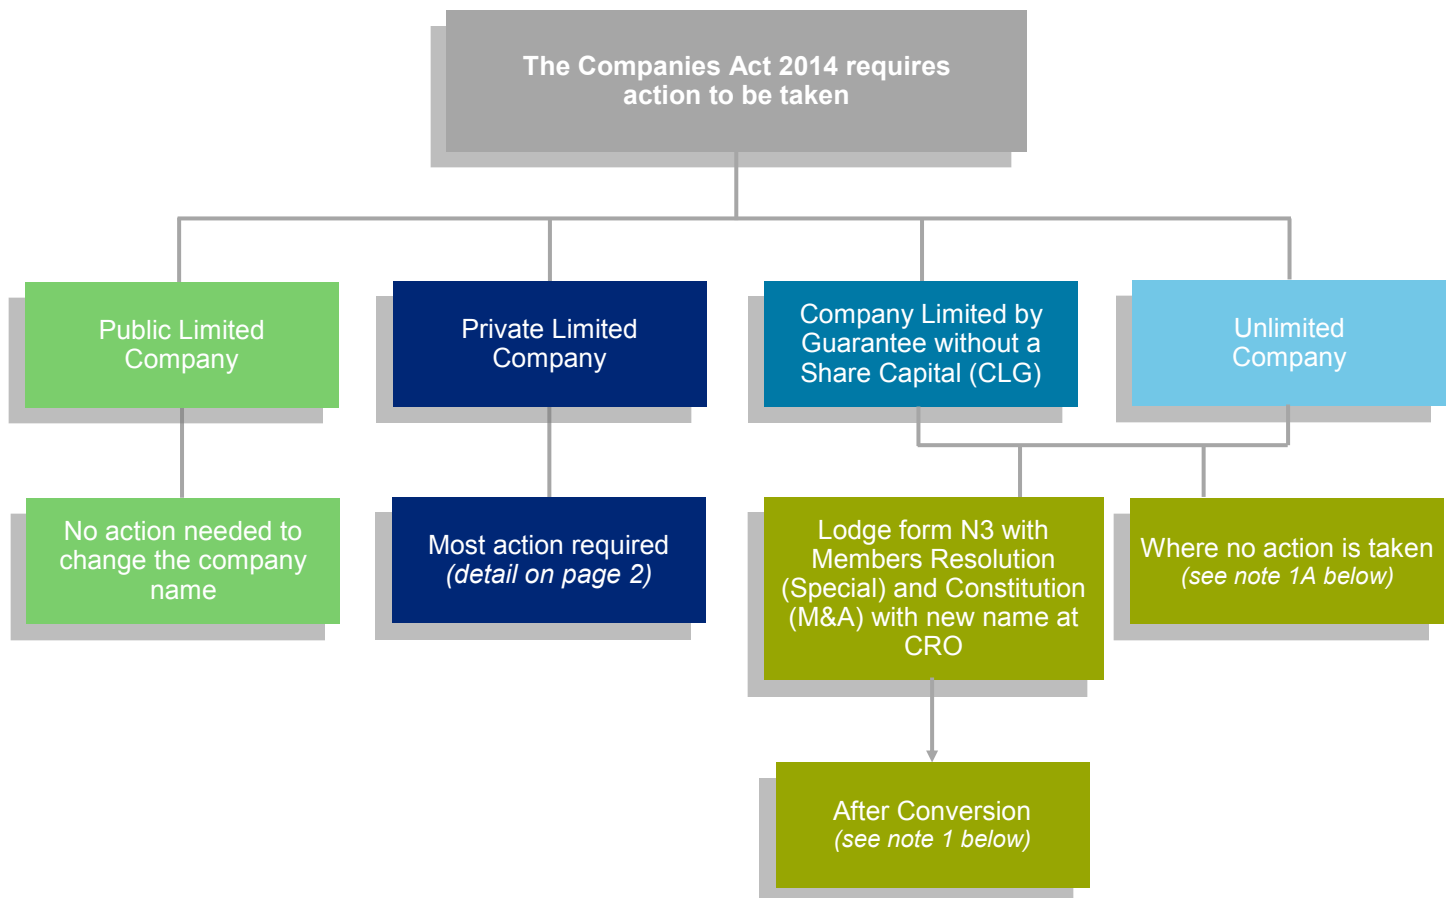 The Companies Act 2014 requires
action to be taken
Public Limited
Company
Private Limited
Company
Company Limited by
Guarantee without a
Share Capital (CLG)
Unlimited
Company
No action needed to
change the company
name
Most action required
(detail on page 2)
Lodge form N3 with
Members Resolution
(Special) and Constitution
(M&A) with new name at
CRO
Where no action is taken
(see note 1A below)
After Conversion
(see note 1 below)